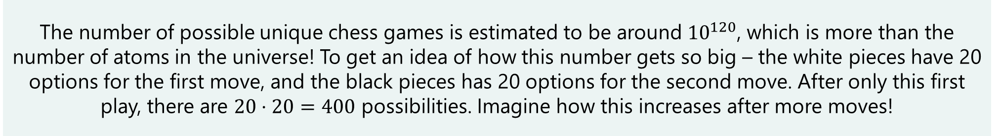 The number of possible unique chess games is estimated to be around 10¹²⁰, which is more than the
number of atoms in the universe! To get an idea of how this number gets so big – the white pieces have 20
options for the first move, and the black pieces has 20 options for the second move. After only this first
play, there are 20 · 20 = 400 possibilities. Imagine how this increases after more moves!